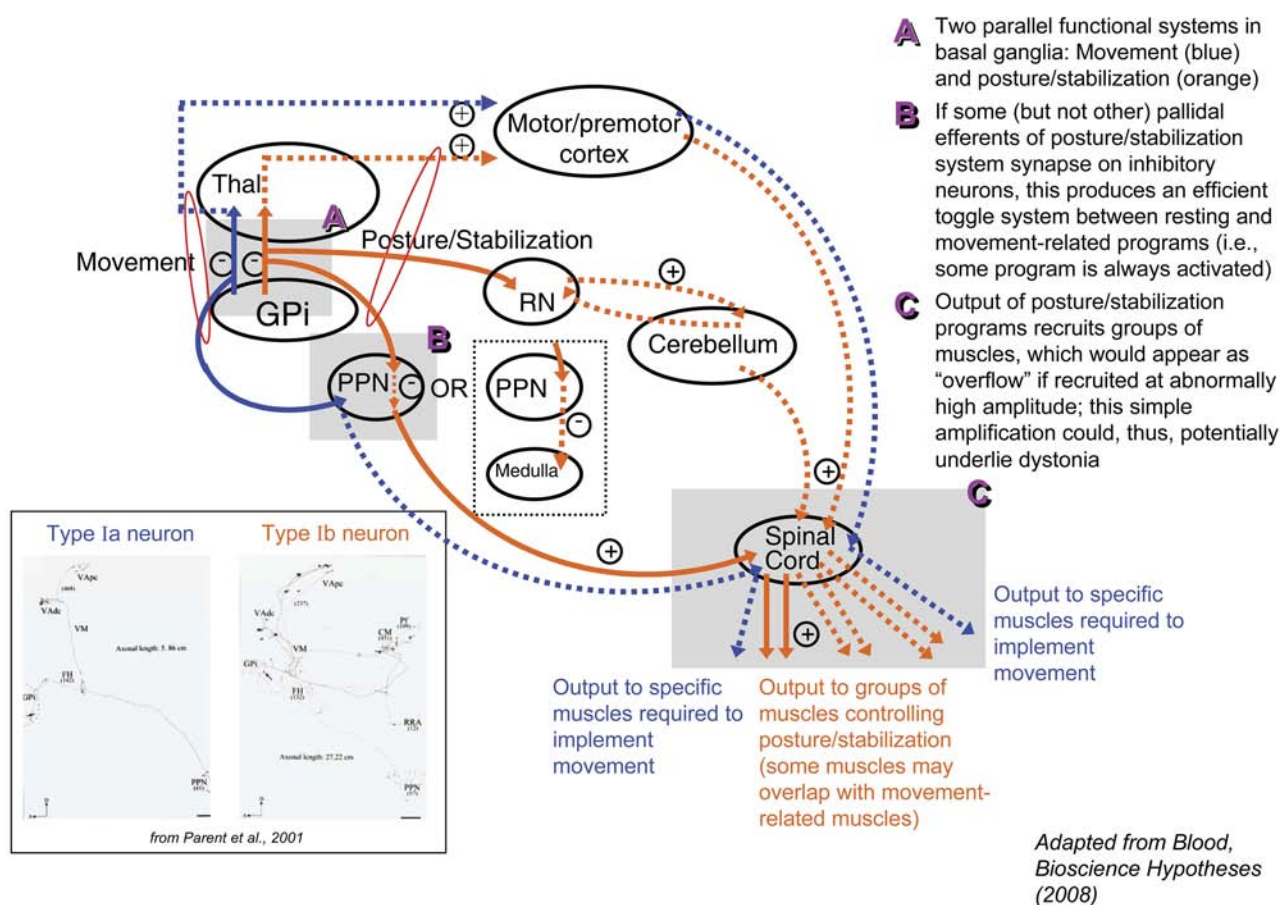 A Two parallel functional systems in
basal ganglia: Movement (blue)
and posture/stabilization (orange)
B If some (but not other) pallidal
efferents of posture/stabilization
system synapse on inhibitory
neurons, this produces an efficient
toggle system between resting and
movement-related programs (i.e.,
some program is always activated)
C Output of posture/stabilization
programs recruits groups of
muscles, which would appear as
“overflow” if recruited at abnormally
high amplitude; this simple
amplification could, thus, potentially
underlie dystonia
+
+
Motor/premotor
cortex
Thal
A
Posture/Stabilization
Movement
-
-
GPi
RN
+
Cerebellum
B
PPN
-
OR
PPN
-
Medulla
+
+
C
Spinal
Cord
+
Output to specific
muscles required to
implement
movement
Output to specific
muscles required to
implement
movement
Output to groups of
muscles controlling
posture/stabilization
(some muscles may
overlap with movement-
related muscles)
Type Ia neuron
VApc
VAdc
VM
Axonal length: 5. 86 cm
FH
GPi
PPN
Type Ib neuron
VApc
(237)
VAdc
CM
Pf
VM
GPi
FH
RRA
(12)
Axonal length: 27.22 cm
PPN
from Parent et al., 2001
Adapted from Blood,
Bioscience Hypotheses
(2008)